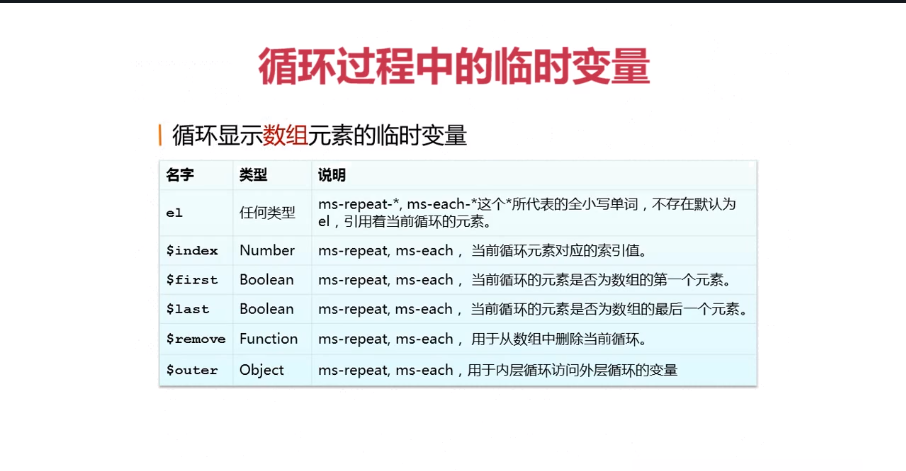 循环过程中的临时变量
循环显示数组元素的临时变量
名字 类型 说明
el 任何类型 ms-repeat-*, ms-each-*这个*所代表的全小写单词，不存在默认为
el，引用着当前循环的元素。
$index Number ms-repeat, ms-each， 当前循环元素对应的索引值。
$first Boolean ms-repeat, ms-each， 当前循环的元素是否为数组的第一个元素。
$last Boolean ms-repeat, ms-each， 当前循环的元素是否为数组的最后一个元素。
$remove Function ms-repeat, ms-each， 用于从数组中删除当前循环。
$outer Object ms-repeat, ms-each，用于内层循环访问外层循环的变量